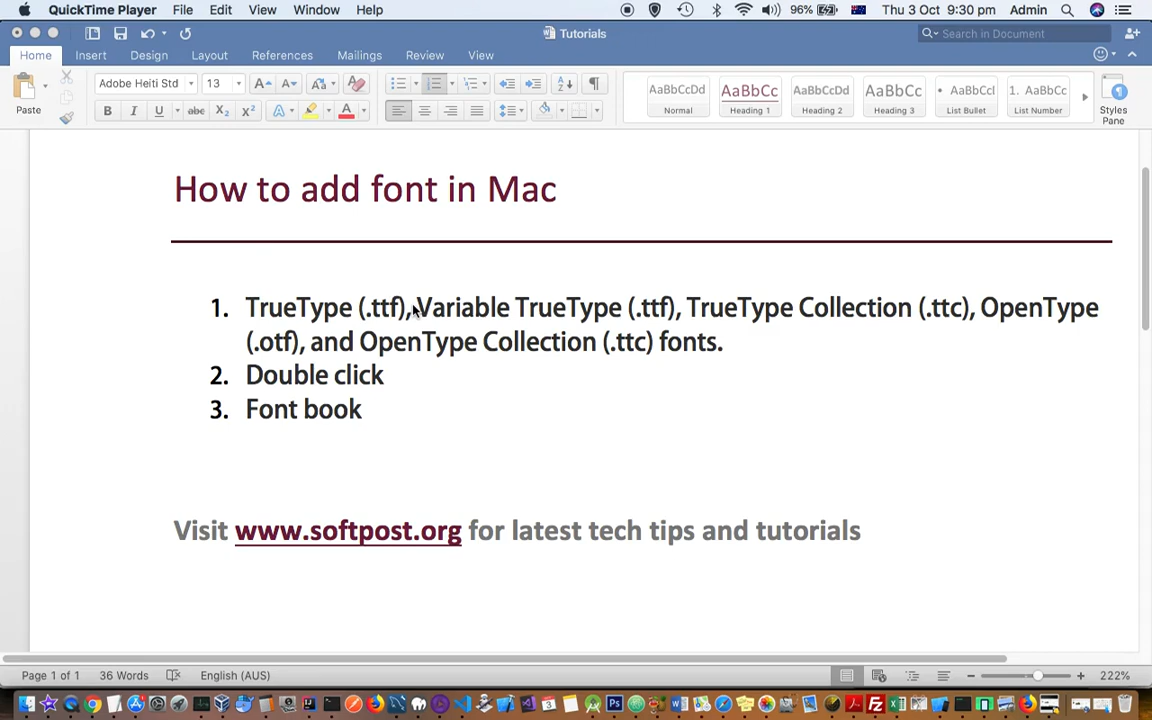 QuickTime Player File Edit View Window Help 96% Thu 3 Oct 9:30 pm Admin
Tutorials
Search in Document
Home Insert Design Layout References Mailings Review View
Paste
Adobe Heiti Std 13
B I U abc X₂ X²
AaBbCcDd AaBbCc AaBbCcDd AaBbCc AaBbCcI AaBbCc
Normal Heading 1 Heading 2 Heading 3 List Bullet List Number
Styles Pane
How to add font in Mac
1. TrueType (.ttf), Variable TrueType (.ttf), TrueType Collection (.ttc), OpenType
(.otf), and OpenType Collection (.ttc) fonts.
2. Double click
3. Font book
Visit www.softpost.org for latest tech tips and tutorials
Page 1 of 1 36 Words English (AUS) 222%